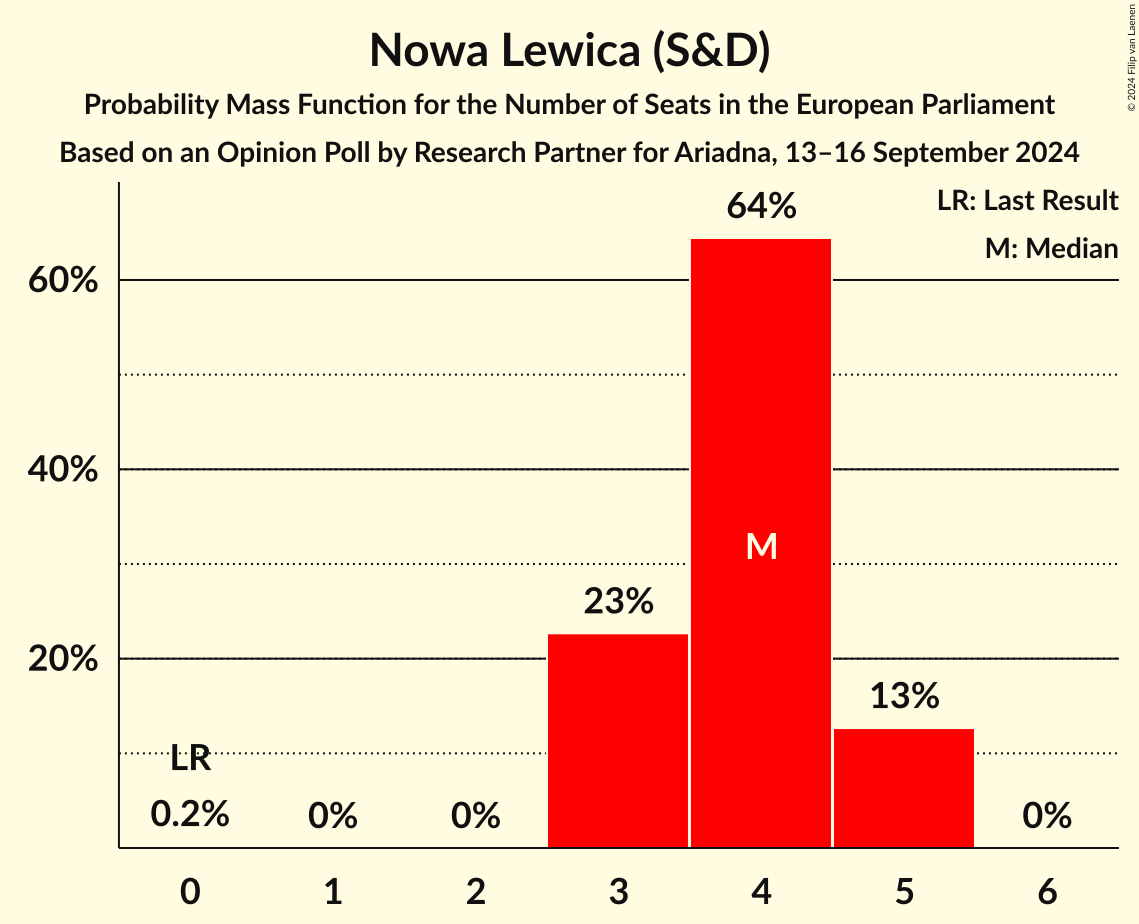 Nowa Lewica (S&D)
Probability Mass Function for the Number of Seats in the European Parliament
Based on an Opinion Poll by Research Partner for Ariadna, 13–16 September 2024
© 2024 Filip van Laenen
LR: Last Result
M: Median
60%
40%
20%
LR
0.2%
0%
0%
23%
64%
M
13%
0%
0
1
2
3
4
5
6